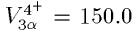 $V_{3\alpha}^{4^+} = 150.0$